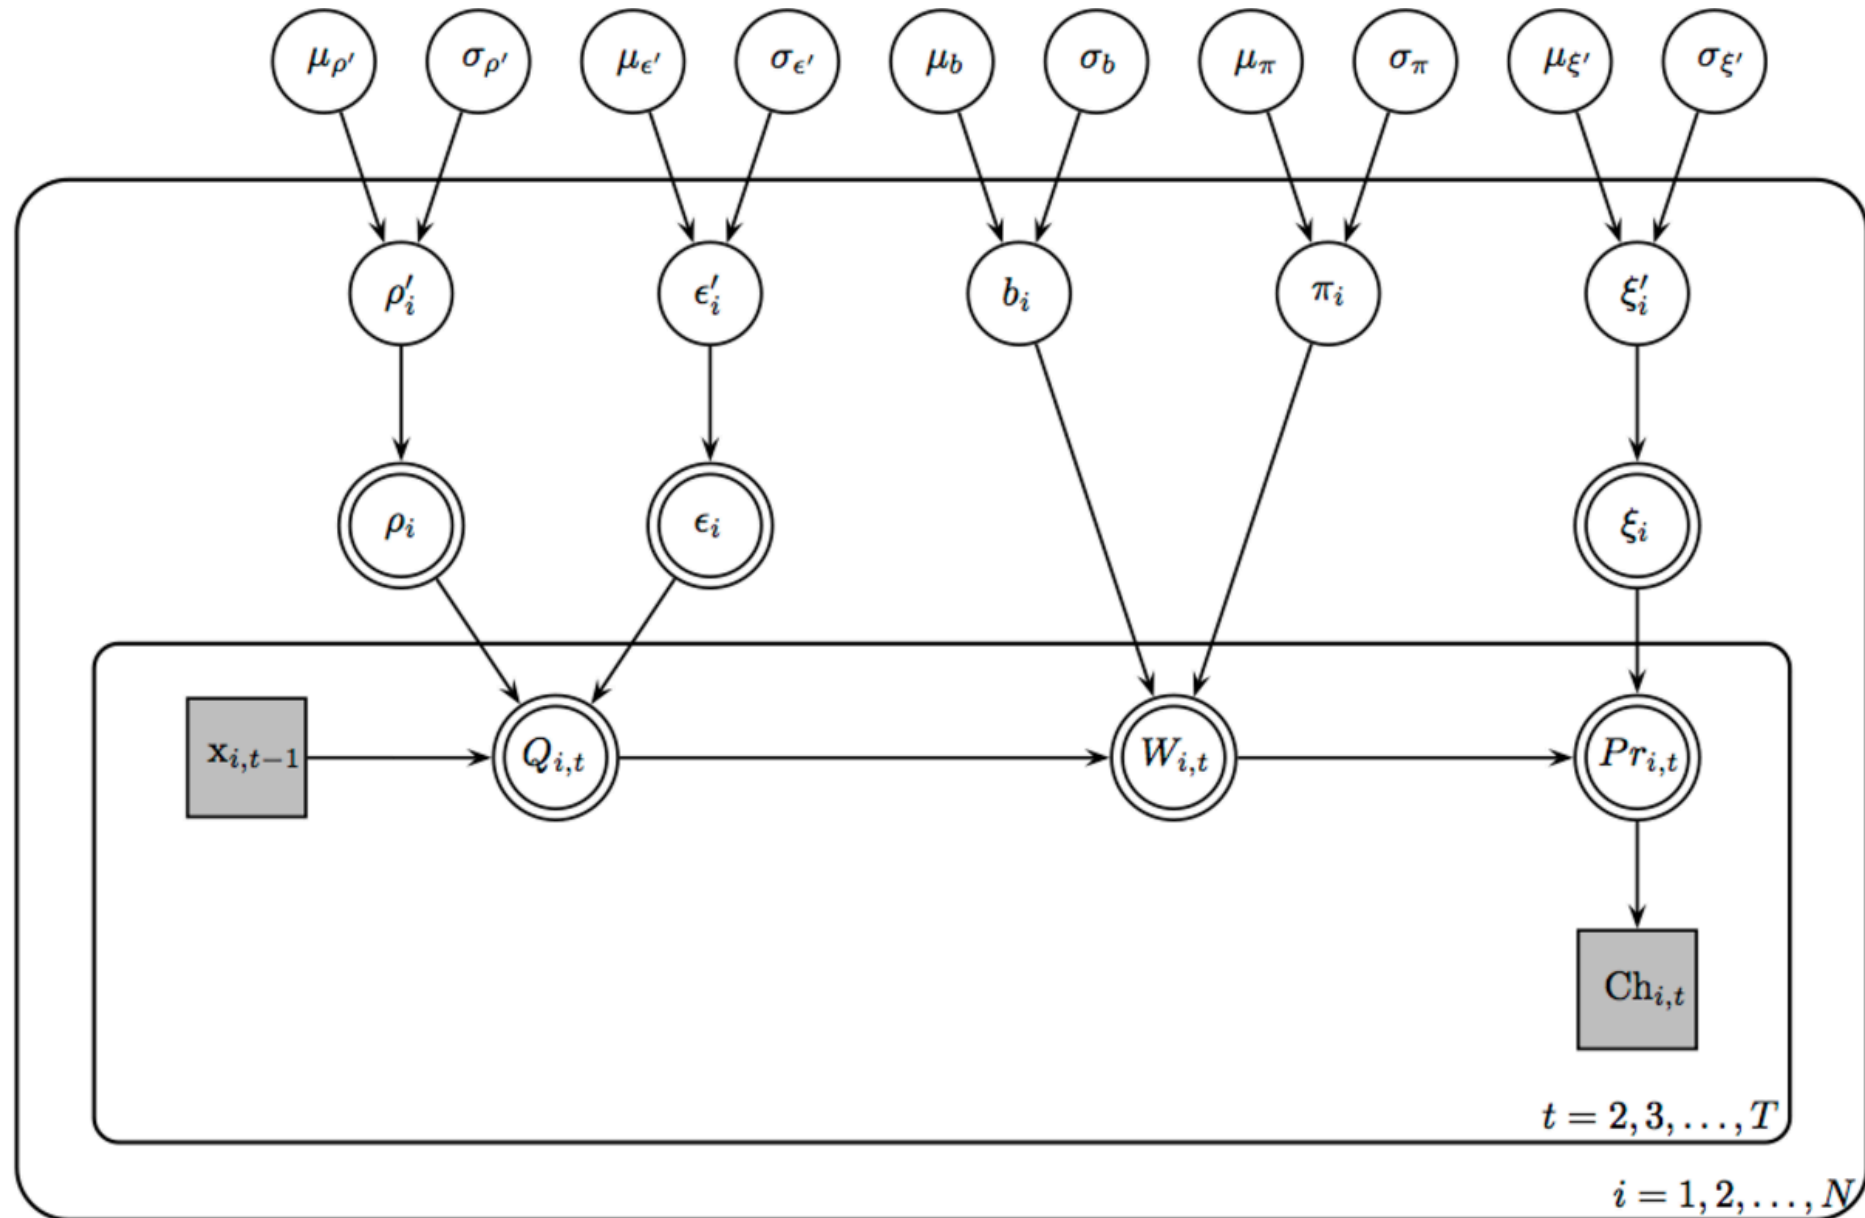 μ_ρ′ σ_ρ′ μ_ϵ′ σ_ϵ′ μ_b σ_b μ_π σ_π μ_ξ′ σ_ξ′
ρ′_i ϵ′_i b_i π_i ξ′_i
ρ_i ϵ_i ξ_i
x_{i,t−1} Q_{i,t} W_{i,t} Pr_{i,t}
Ch_{i,t}
t = 2, 3, . . . , T
i = 1, 2, . . . , N